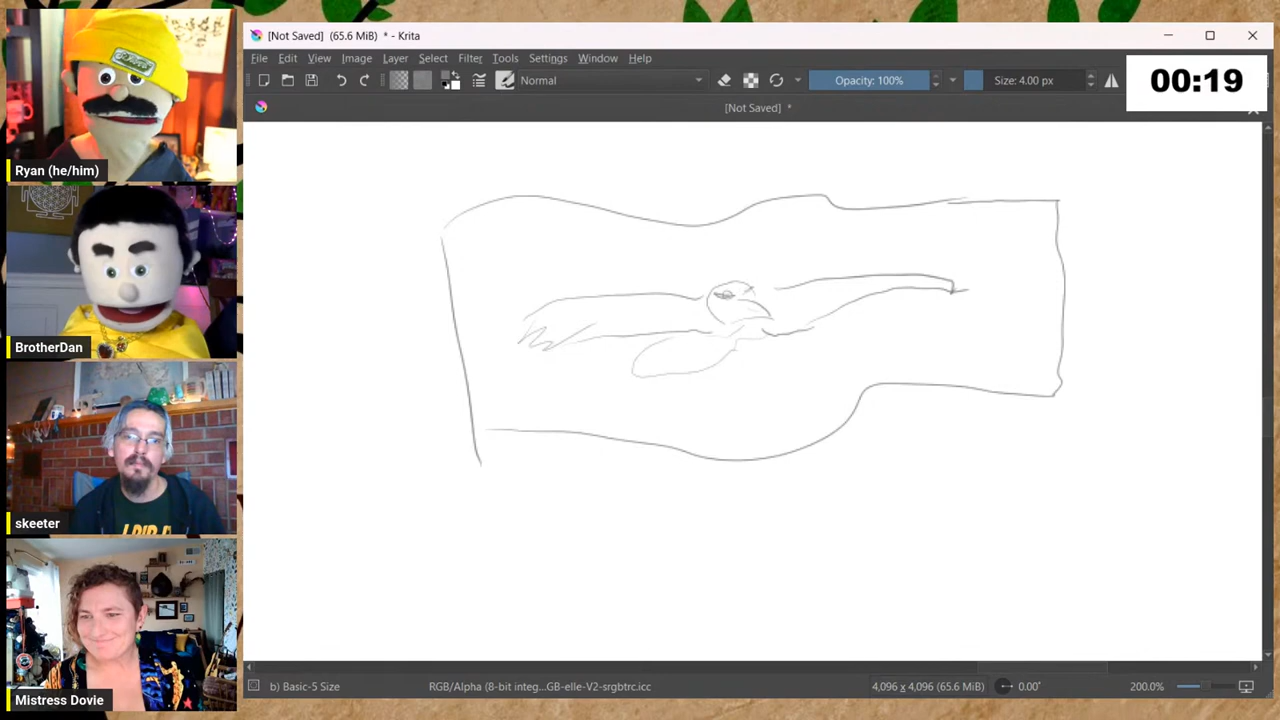 Ryan (he/him)
BrotherDan
skeeter
Mistress Dovie
[Not Saved] (65.6 MiB) * - Krita
File Edit View Image Layer Select Filter Tools Settings Window Help
Normal
Opacity: 100%
Size: 4.00 px
00:19
[Not Saved] *
b) Basic-5 Size
RGB/Alpha (8-bit integ...GB-elle-V2-srgbtrc.icc
4,096 x 4,096 (65.6 MiB)
0.00°
200.0%